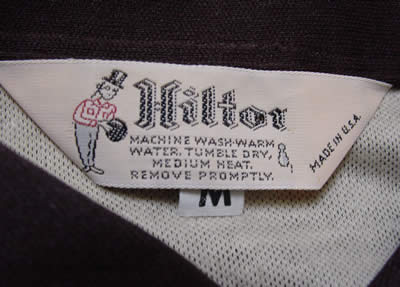 Hilton
MACHINE WASH-WARM
WATER. TUMBLE DRY,
MEDIUM HEAT.
REMOVE PROMPTLY.
MADE IN U.S.A.
M